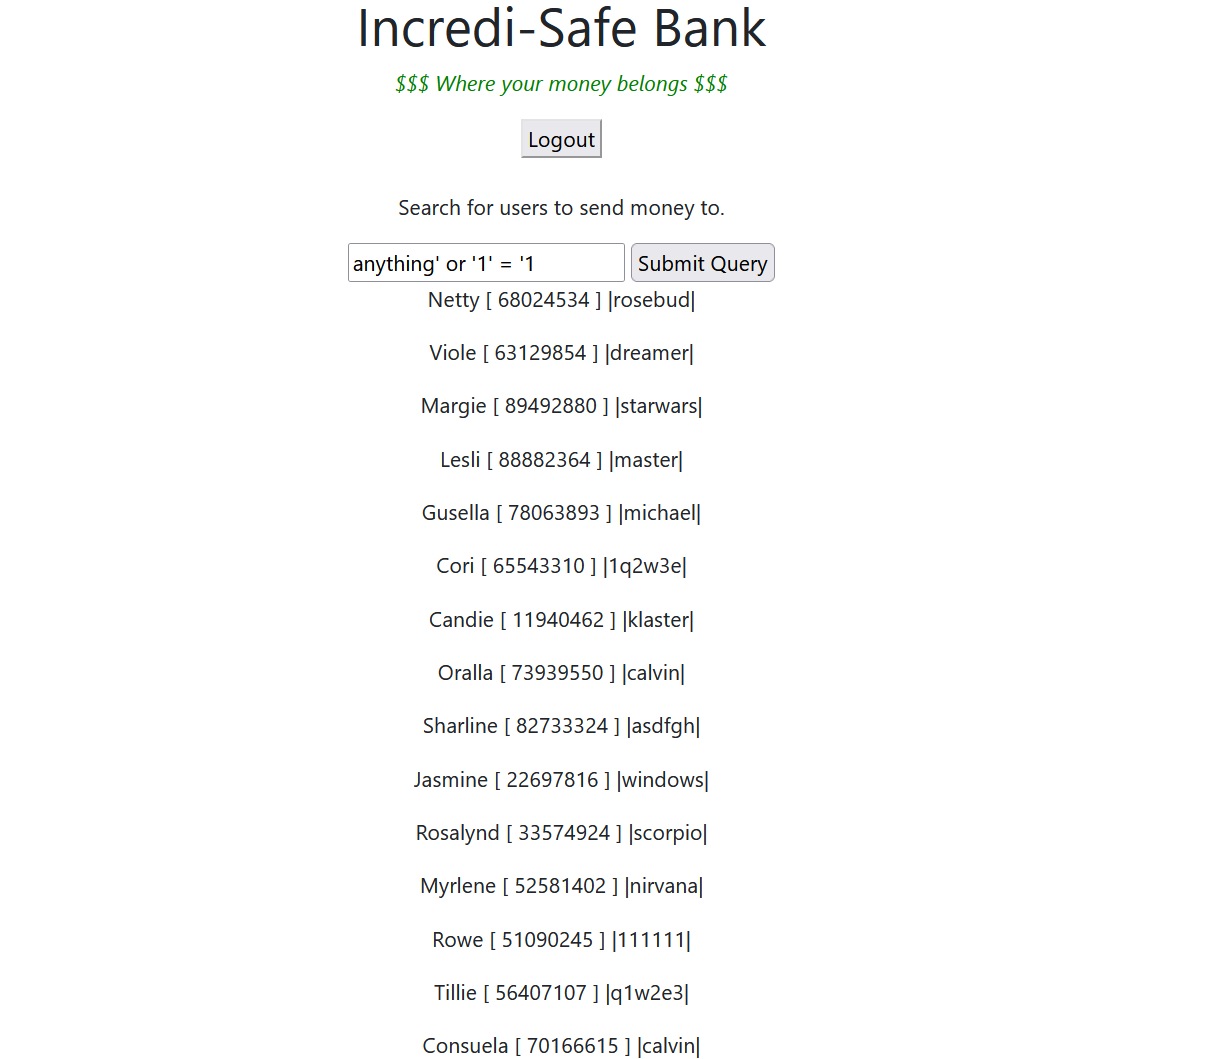 Incredi-Safe Bank
$$$ Where your money belongs $$$
Logout
Search for users to send money to.
anything' or '1' = '1 Submit Query
Netty [ 68024534 ] |rosebud|
Viole [ 63129854 ] |dreamer|
Margie [ 89492880 ] |starwars|
Lesli [ 88882364 ] |master|
Gusella [ 78063893 ] |michael|
Cori [ 65543310 ] |1q2w3e|
Candie [ 11940462 ] |klaster|
Oralla [ 73939550 ] |calvin|
Sharline [ 82733324 ] |asdfgh|
Jasmine [ 22697816 ] |windows|
Rosalynd [ 33574924 ] |scorpio|
Myrlene [ 52581402 ] |nirvana|
Rowe [ 51090245 ] |111111|
Tillie [ 56407107 ] |q1w2e3|
Consuela [ 70166615 ] |calvin|